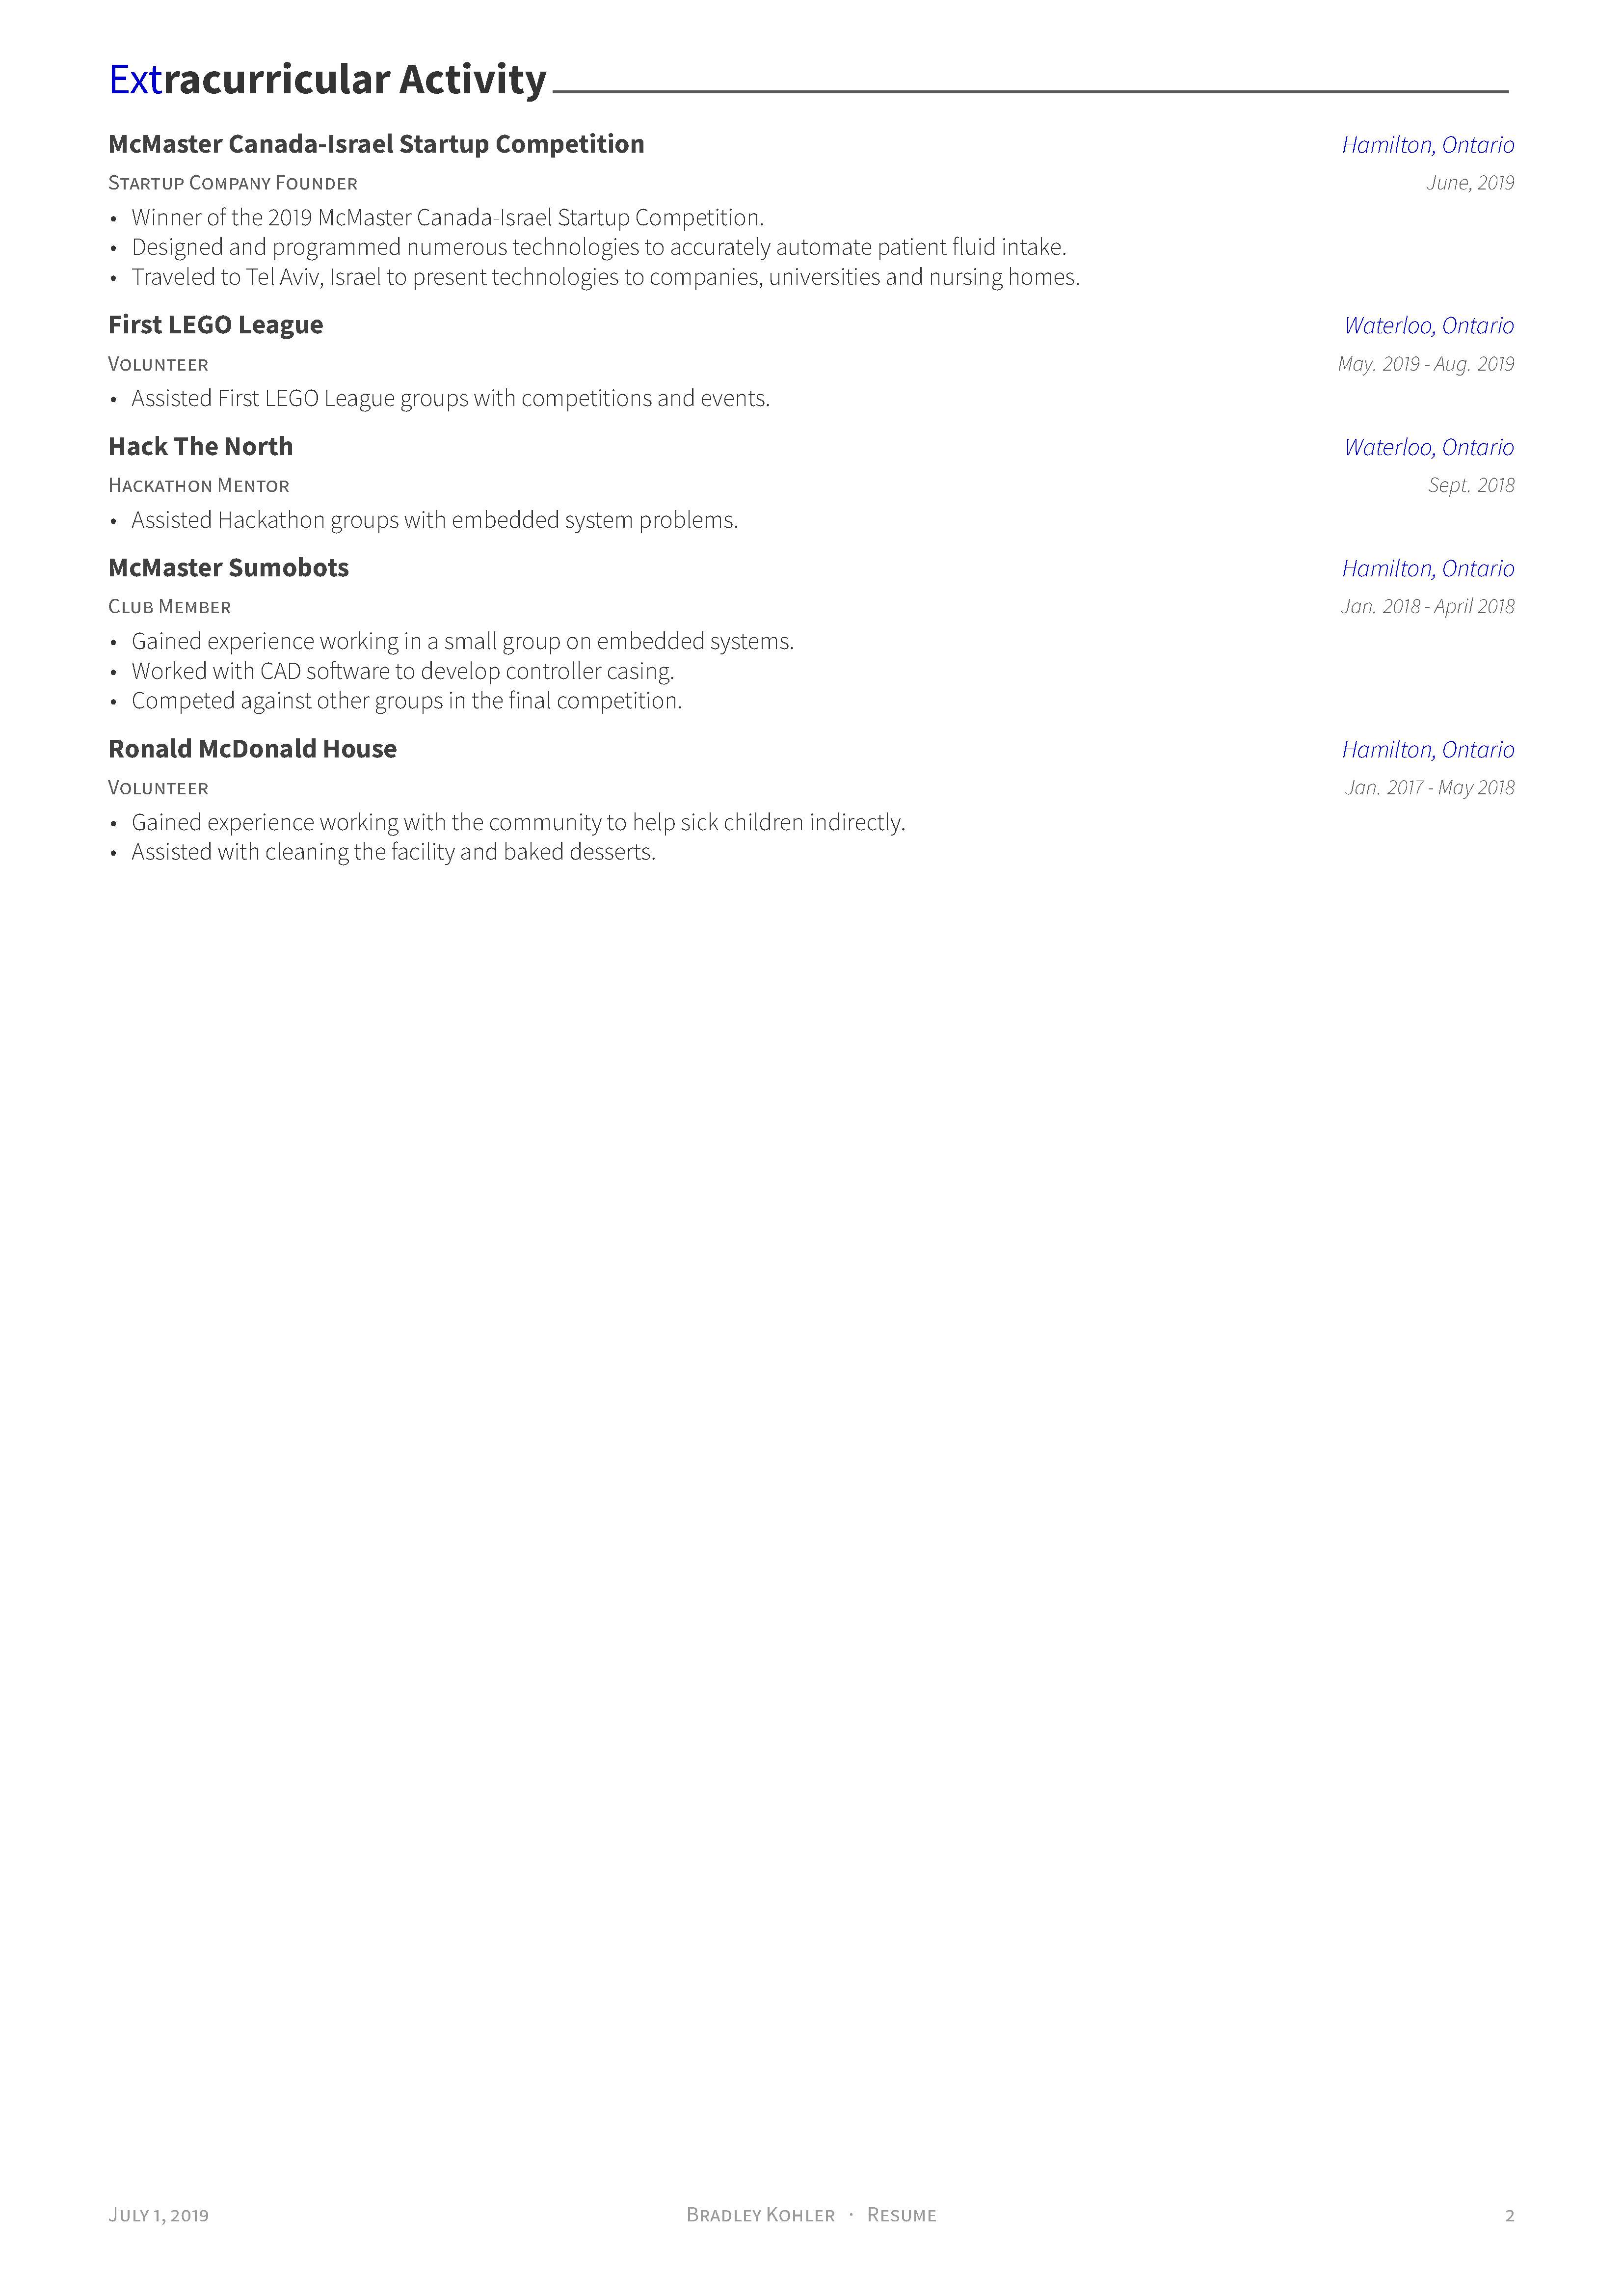 Extracurricular Activity
McMaster Canada-Israel Startup Competition Hamilton, Ontario
Startup Company Founder June, 2019
• Winner of the 2019 McMaster Canada-Israel Startup Competition.
• Designed and programmed numerous technologies to accurately automate patient fluid intake.
• Traveled to Tel Aviv, Israel to present technologies to companies, universities and nursing homes.
First LEGO League Waterloo, Ontario
Volunteer May. 2019 - Aug. 2019
• Assisted First LEGO League groups with competitions and events.
Hack The North Waterloo, Ontario
Hackathon Mentor Sept. 2018
• Assisted Hackathon groups with embedded system problems.
McMaster Sumobots Hamilton, Ontario
Club Member Jan. 2018 - April 2018
• Gained experience working in a small group on embedded systems.
• Worked with CAD software to develop controller casing.
• Competed against other groups in the final competition.
Ronald McDonald House Hamilton, Ontario
Volunteer Jan. 2017 - May 2018
• Gained experience working with the community to help sick children indirectly.
• Assisted with cleaning the facility and baked desserts.
July 1, 2019 Bradley Kohler · Resume 2